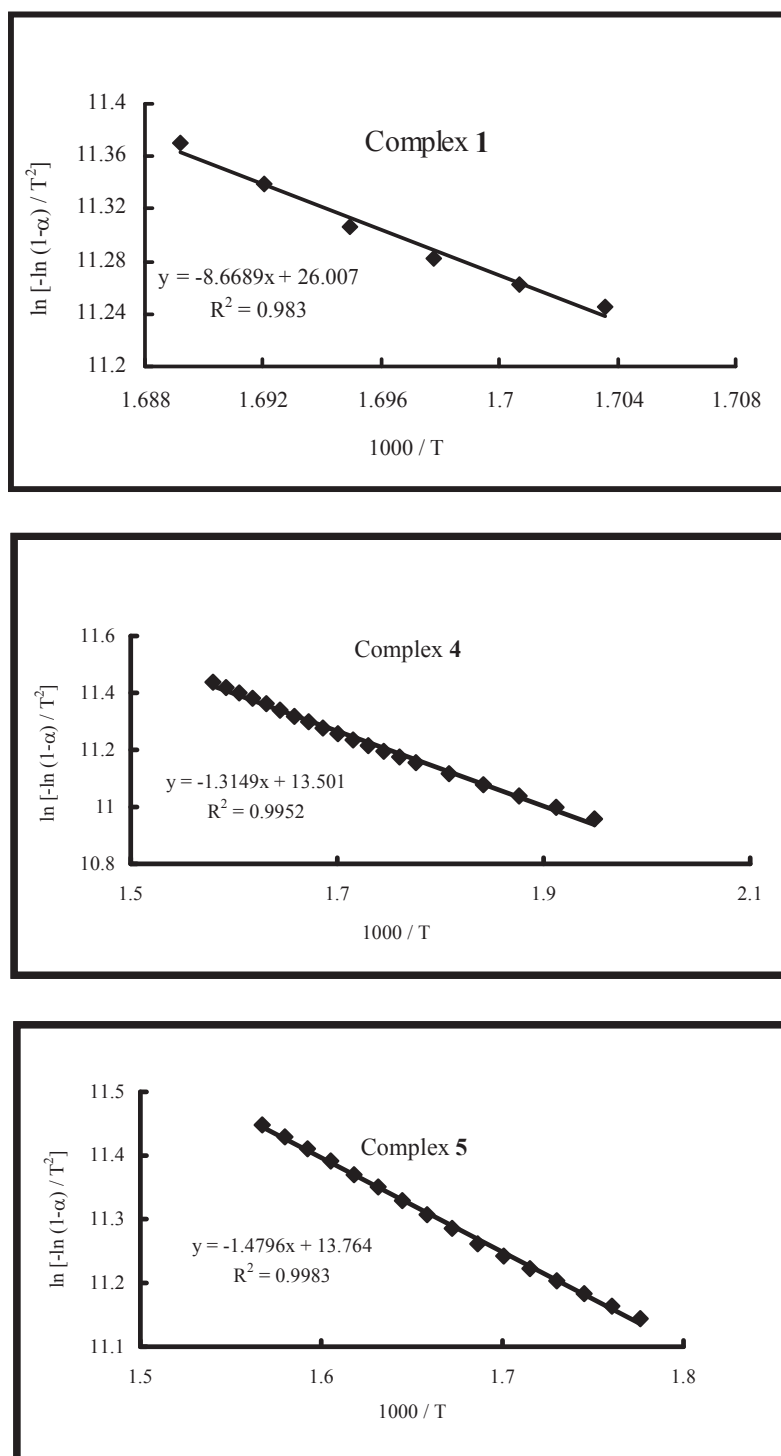 Complex 1
ln [-ln (1-α) / T²]
11.4
11.36
11.32
11.28
11.24
11.2
y = -8.6689x + 26.007
R² = 0.983
1.688 1.692 1.696 1.7 1.704 1.708
1000 / T
Complex 4
ln [-ln (1-α) / T²]
11.6
11.4
11.2
11
10.8
y = -1.3149x + 13.501
R² = 0.9952
1.5 1.7 1.9 2.1
1000 / T
Complex 5
ln [-ln (1-α) / T²]
11.5
11.4
11.3
11.2
11.1
y = -1.4796x + 13.764
R² = 0.9983
1.5 1.6 1.7 1.8
1000 / T